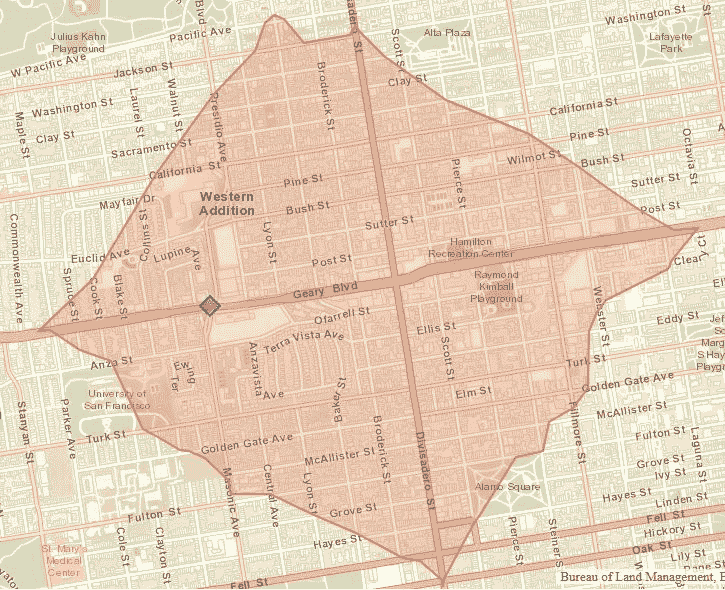 Blvd
Divisadero St
Washington St
Julius Kahn
Playground
Pacific Ave
Scott St
Alta Plaza
Lafayette
Park
W Pacific Ave
Jackson St
Broderick St
Clay St
Washington St
Laurel St
Walnut St
Presidio Ave
California St
Maple St
Clay St
Sacramento St
Pine St
Octavia St
Wilmot St
Bush St
California St
Pine St
Pierce St
Sutter St
Mayfair Dr
Western
Addition
Bush St
Post St
Commonwealth Ave
Collins St
Lyon St
Sutter St
Euclid Ave
Lupine
Ave
Post St
Hamilton
Recreation Center
Ct
Clear
Spruce St
Cook St
Blake St
Geary Blvd
Raymond
Kimball
Playground
Webster St
Ofarrell St
Ellis St
Eddy St
Terra Vista Ave
Scott St
Anza St
Ewing
Ter
Anzavista
Ave
Turk St
University of
San Francisco
Baker St
Elm St
Golden Gate Ave
Stanyan St
Parker Ave
Turk St
Golden Gate Ave
McAllister St
Broderick St
Divisadero St
Fillmore St
McAllister St
Fulton St
Laguna St
Masonic Ave
Central Ave
Lyon St
Grove St
Ivy St
Alamo Square
Hayes St
Linden St
Fulton St
Grove St
Fell St
Hickory St
Cole St
Clayton St
Hayes St
Pierce St
Steiner S
Oak St
Lily St
St. Mary's
Medical
Center
Fell St
Page St
Bureau of Land Management, E